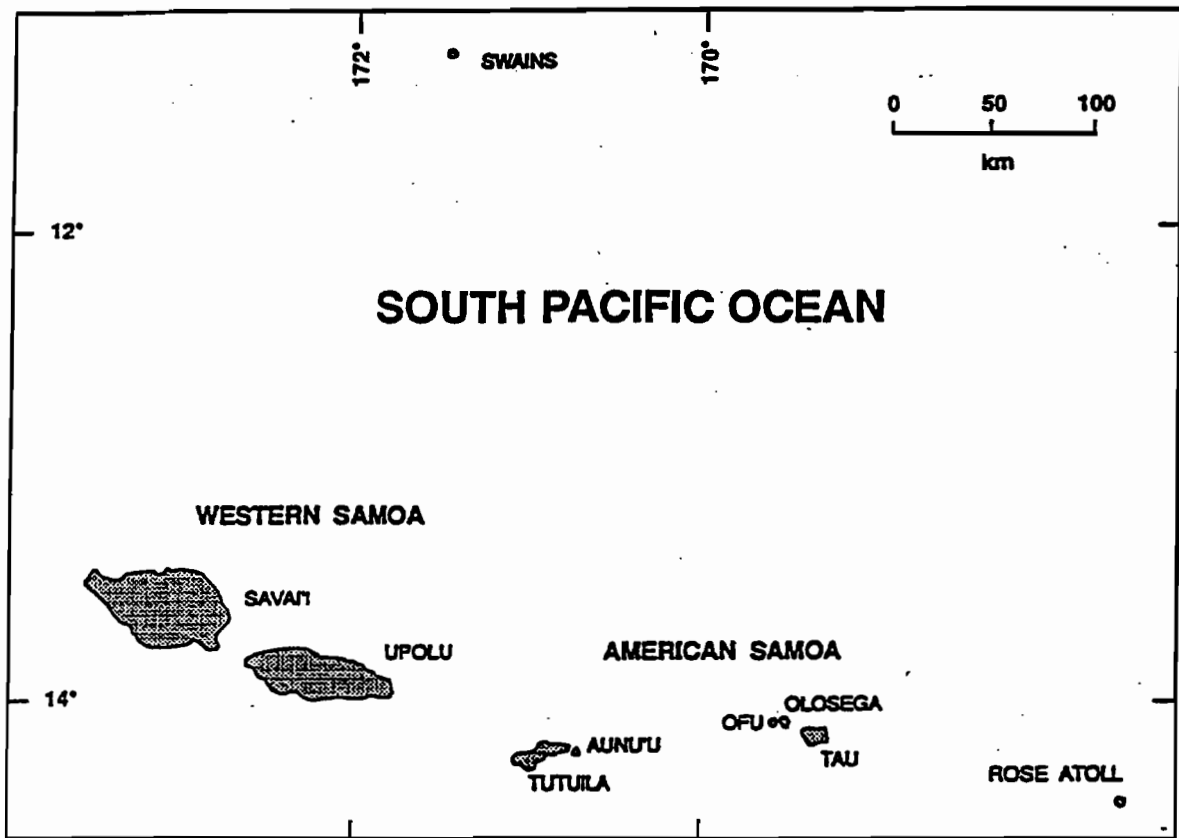 172°
170°
SWAINS
0 50 100
km
12°
SOUTH PACIFIC OCEAN
WESTERN SAMOA
SAVAI'I
UPOLU
AMERICAN SAMOA
14°
OLOSEGA
OFU
AUNU'U
TAU
TUTUILA
ROSE ATOLL